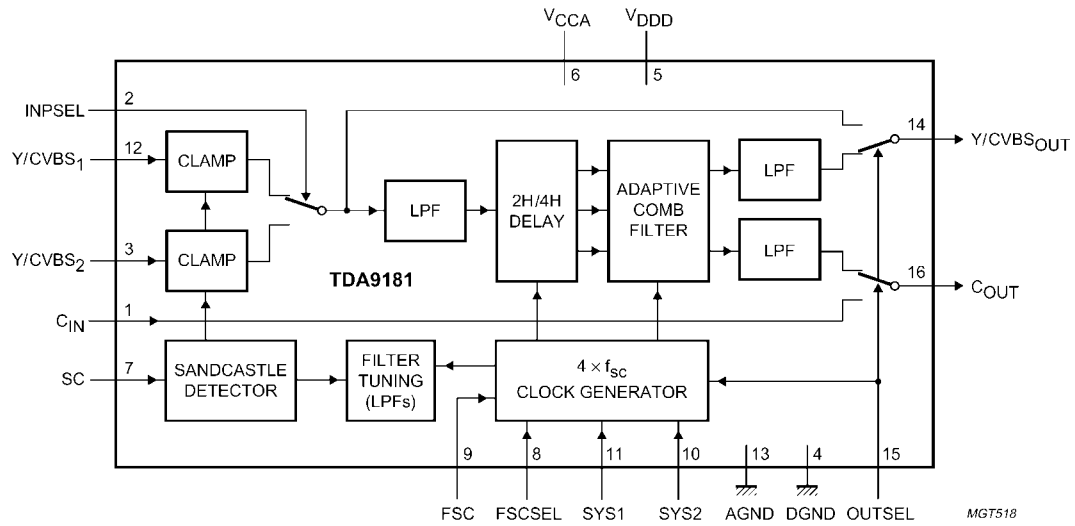 VCCA VDDD
6 5
INPSEL 2
Y/CVBS1 12
CLAMP
Y/CVBS2 3
CLAMP
CIN 1
SC 7
SANDCASTLE
DETECTOR
FILTER
TUNING
(LPFs)
LPF
TDA9181
2H/4H
DELAY
ADAPTIVE
COMB
FILTER
LPF
LPF
14 Y/CVBSOUT
16 COUT
4 × fSC
CLOCK GENERATOR
9 8 11 10 13 4 15
FSC FSCSEL SYS1 SYS2 AGND DGND OUTSEL
MGT518